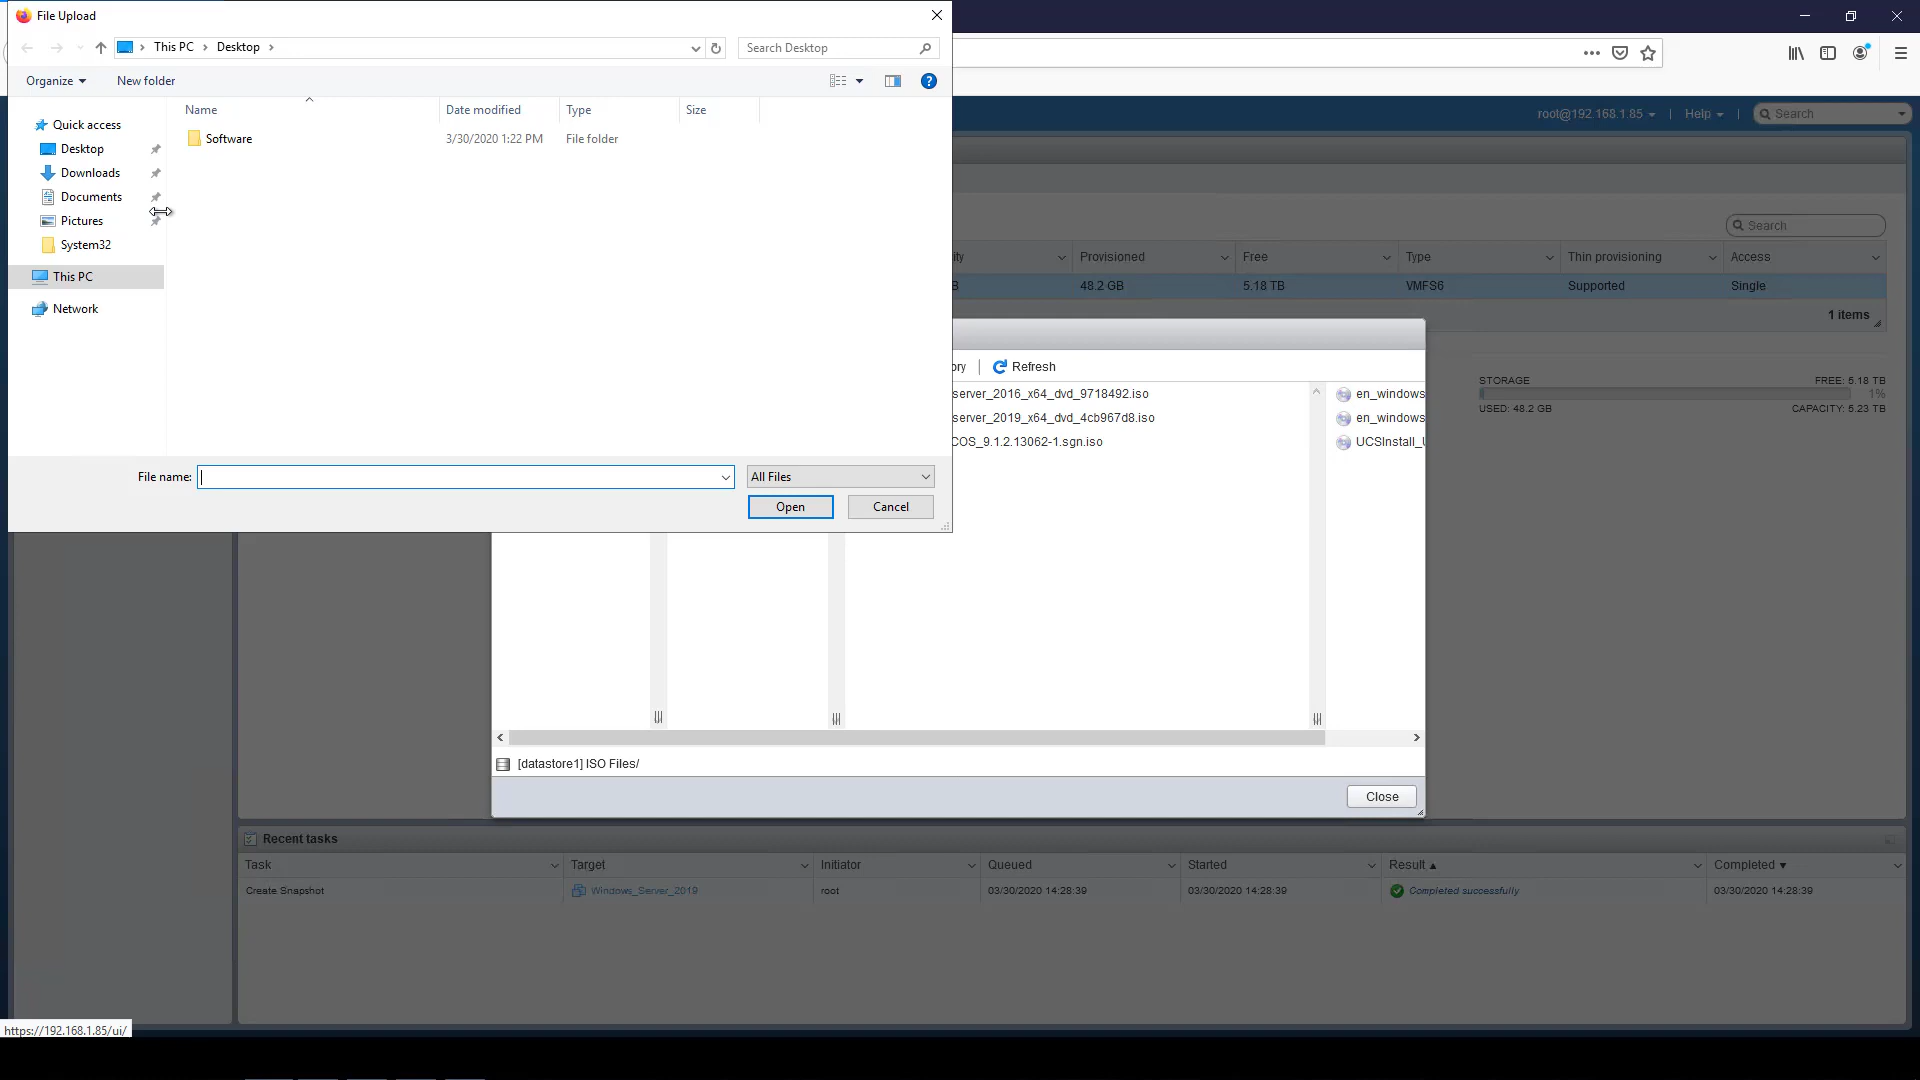 File Upload
This PC
Desktop
Search Desktop
Organize
New folder
Name
Date modified
Type
Size
Quick access
Desktop
Downloads
Documents
Pictures
System32
This PC
Network
Software
3/30/2020 1:22 PM
File folder
File name:
All Files
Open
Cancel
root@192.168.1.85
|
Help
|
Search
Search
ity
Provisioned
Free
Type
Thin provisioning
Access
B
48.2 GB
5.18 TB
VMFS6
Supported
Single
1 items
STORAGE
FREE: 5.18 TB
1%
USED: 48.2 GB
CAPACITY: 5.23 TB
ory
Refresh
server_2016_x64_dvd_9718492.iso
server_2019_x64_dvd_4cb967d8.iso
COS_9.1.2.13062-1.sgn.iso
en_windows
en_windows
UCSInstall_U
[datastore1] ISO Files/
Close
Recent tasks
Task
Target
Initiator
Queued
Started
Result
Completed
Create Snapshot
Windows_Server_2019
root
03/30/2020 14:28:39
03/30/2020 14:28:39
Completed successfully
03/30/2020 14:28:39
https://192.168.1.85/ui/